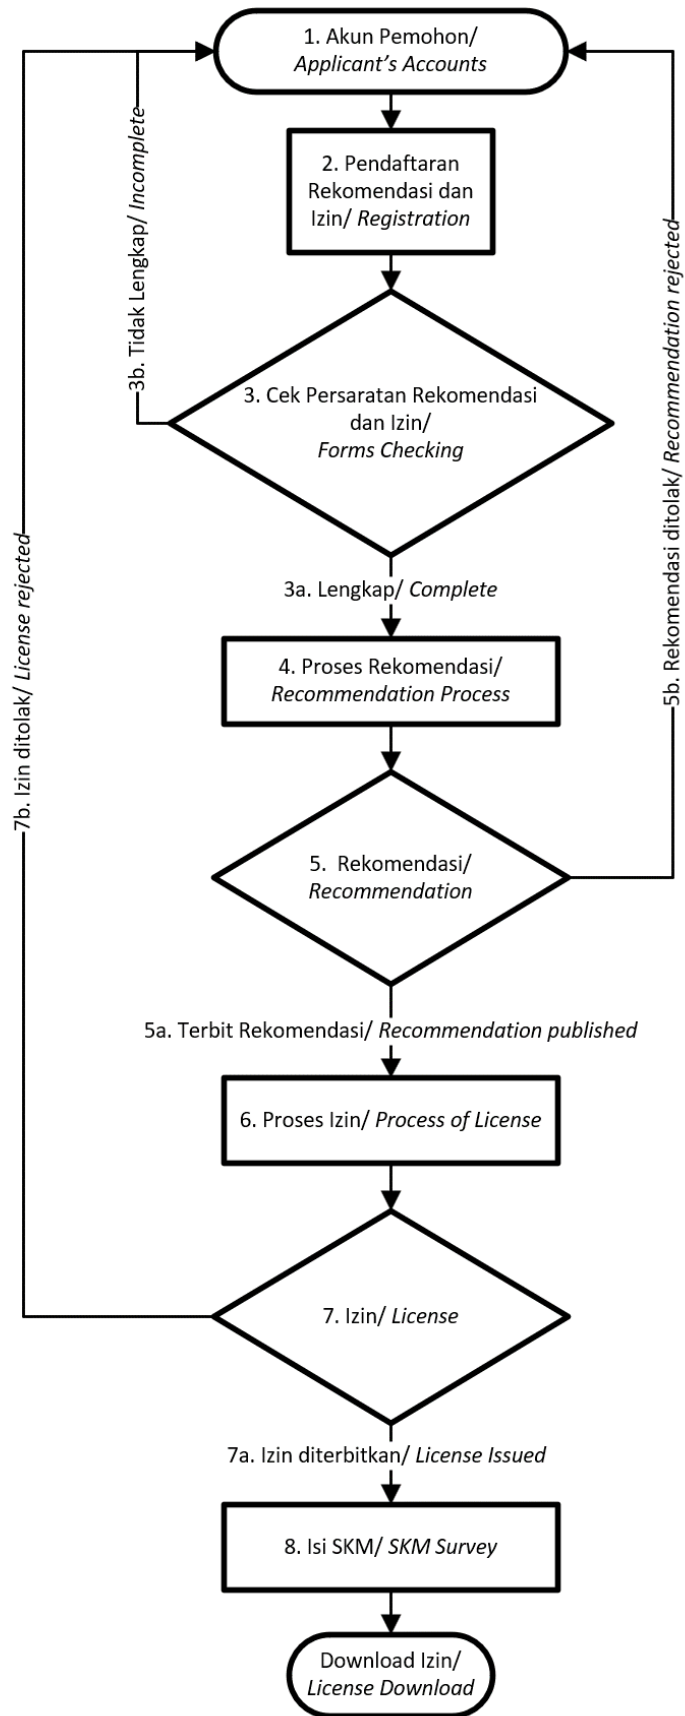 1. Akun Pemohon/
Applicant's Accounts
2. Pendaftaran
Rekomendasi dan
Izin/ Registration
3b. Tidak Lengkap/ Incomplete
3. Cek Persaratan Rekomendasi
dan Izin/
Forms Checking
5b. Rekomendasi ditolak/ Recommendation rejected
3a. Lengkap/ Complete
7b. Izin ditolak/ License rejected
4. Proses Rekomendasi/
Recommendation Process
5. Rekomendasi/
Recommendation
5a. Terbit Rekomendasi/ Recommendation published
6. Proses Izin/ Process of License
7. Izin/ License
7a. Izin diterbitkan/ License Issued
8. Isi SKM/ SKM Survey
Download Izin/
License Download